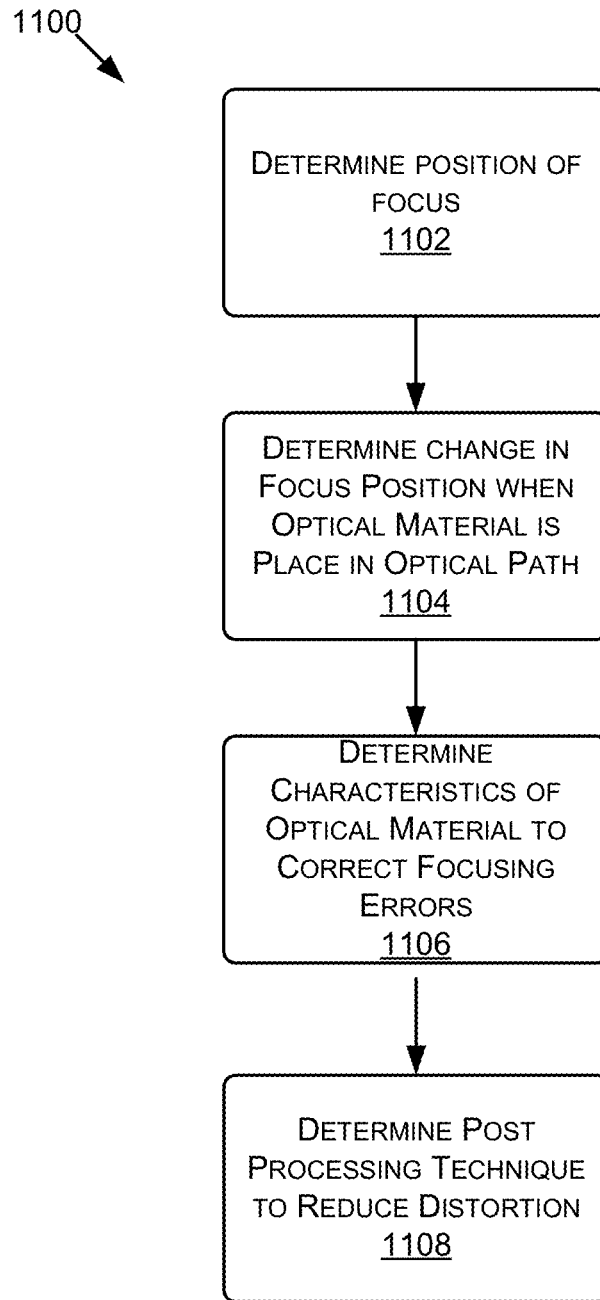 1100
DETERMINE POSITION OF
FOCUS
1102
DETERMINE CHANGE IN
FOCUS POSITION WHEN
OPTICAL MATERIAL IS
PLACE IN OPTICAL PATH
1104
DETERMINE
CHARACTERISTICS OF
OPTICAL MATERIAL TO
CORRECT FOCUSING
ERRORS
1106
DETERMINE POST
PROCESSING TECHNIQUE
TO REDUCE DISTORTION
1108